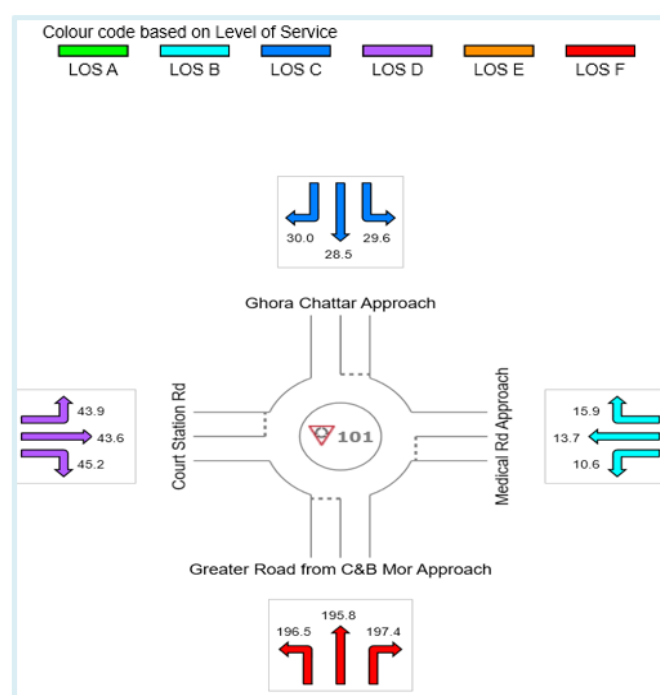 Colour code based on Level of Service
LOS A LOS B LOS C LOS D LOS E LOS F
30.0 29.6
28.5
Ghora Chattar Approach
43.9
43.6
45.2
Court Station Rd
101
Medical Rd Approach
15.9
13.7
10.6
Greater Road from C&B Mor Approach
195.8
196.5 197.4